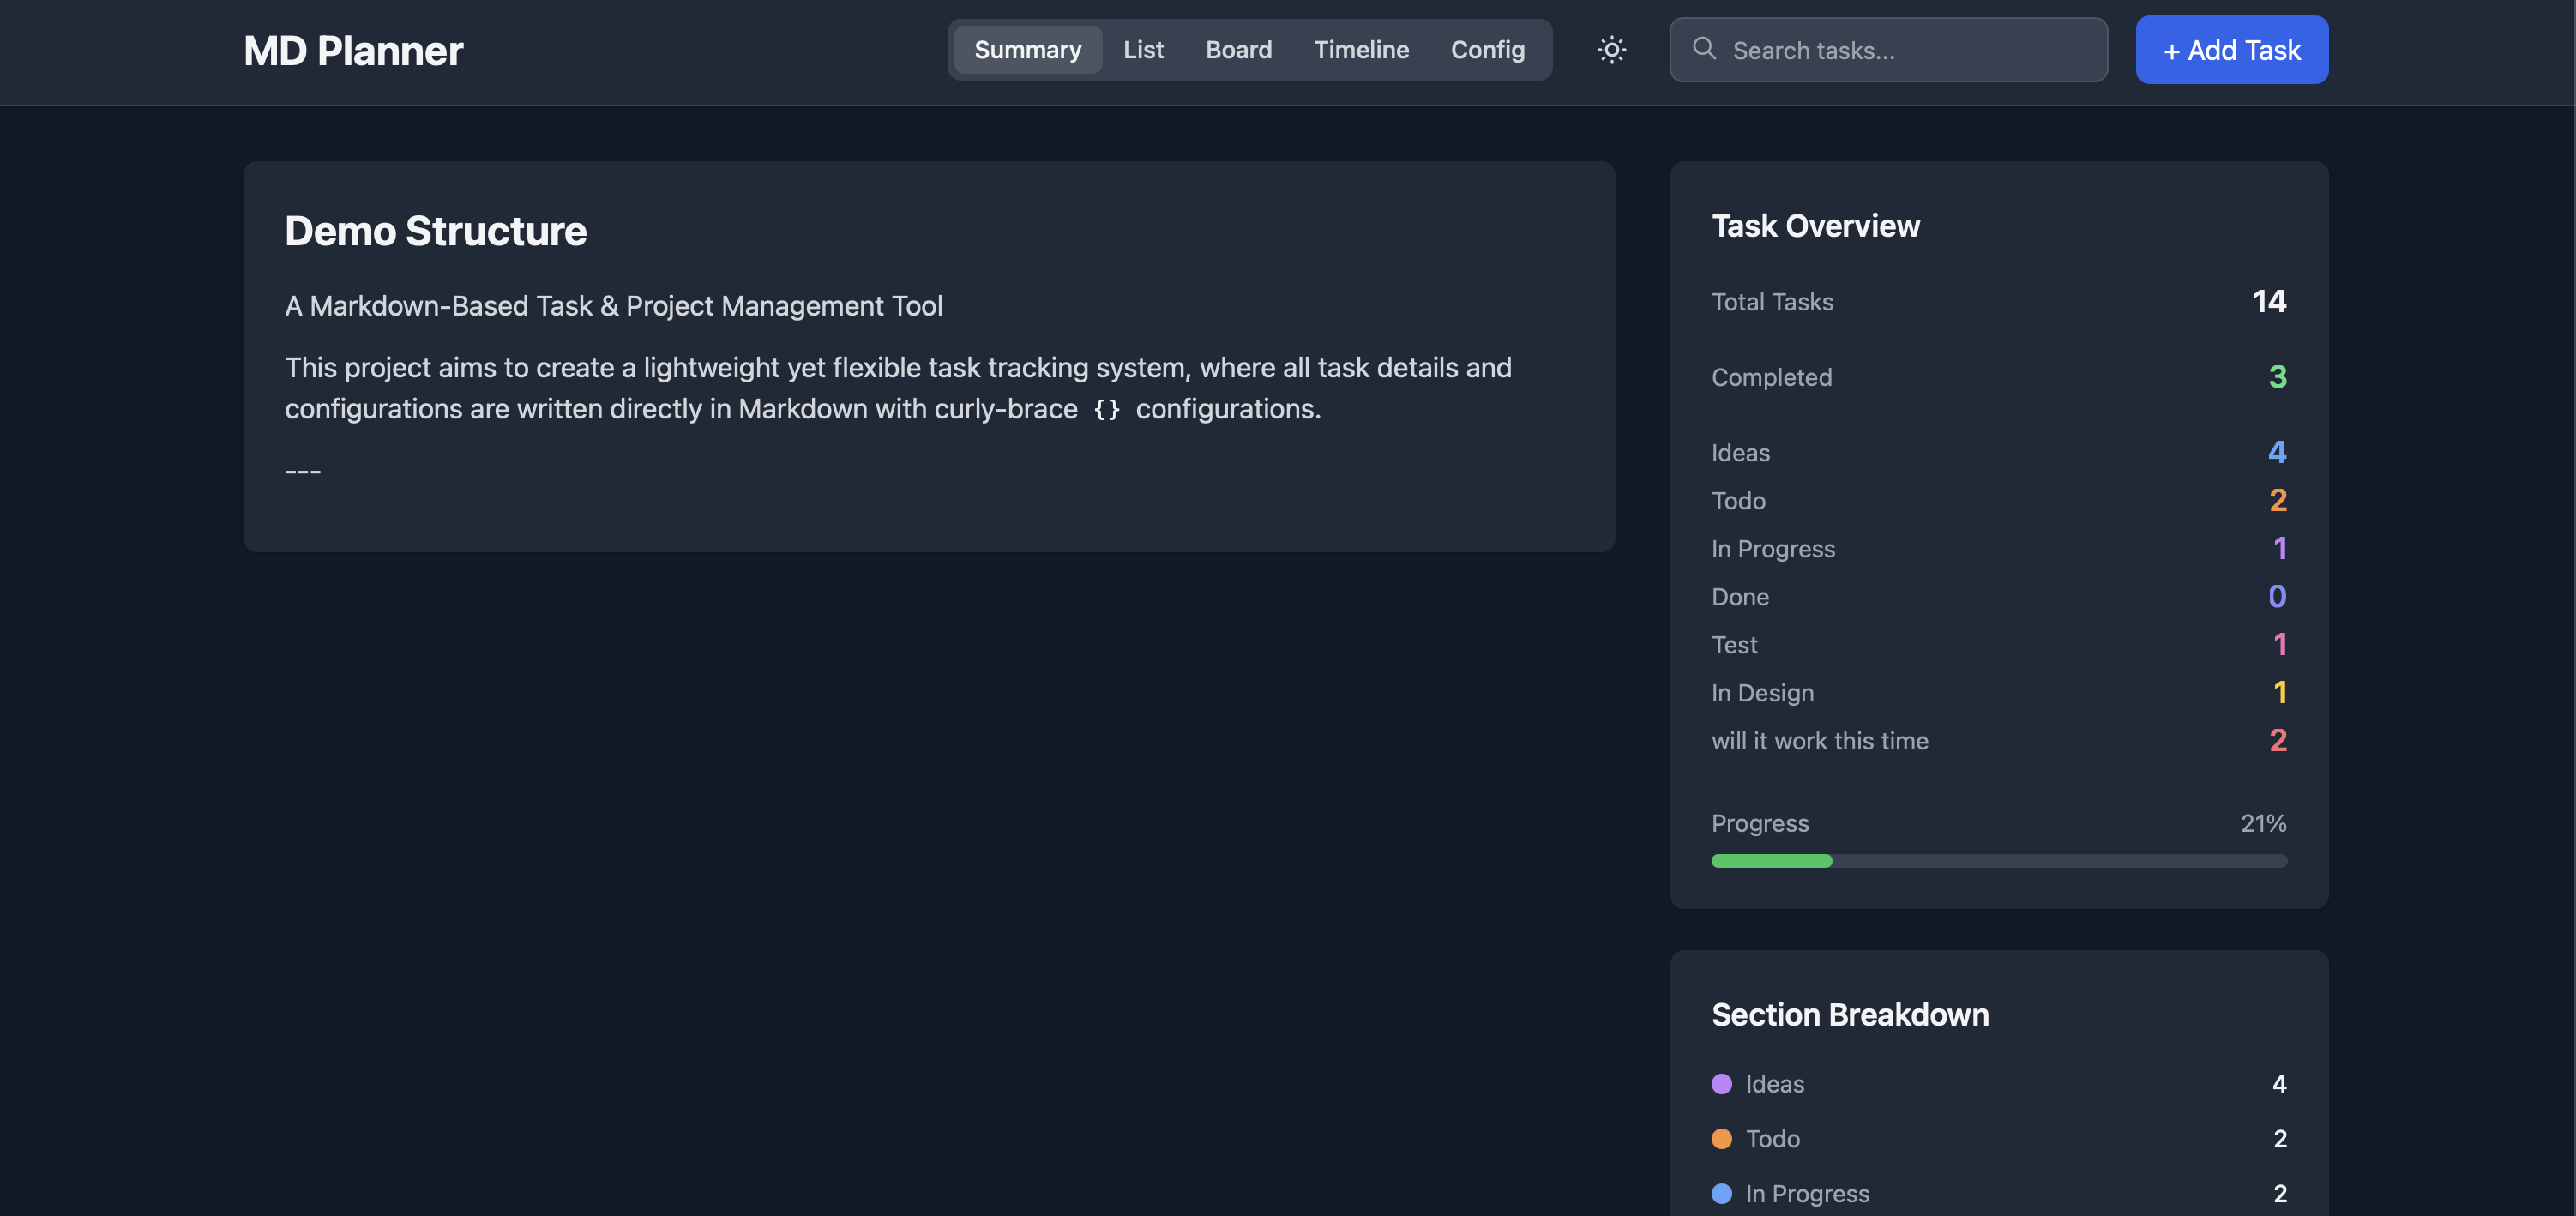 MD Planner
Summary
List
Board
Timeline
Config
Search tasks...
+ Add Task
Demo Structure
A Markdown-Based Task & Project Management Tool
This project aims to create a lightweight yet flexible task tracking system, where all task details and
configurations are written directly in Markdown with curly-brace {} configurations.
---
Task Overview
Total Tasks 14
Completed 3
Ideas 4
Todo 2
In Progress 1
Done 0
Test 1
In Design 1
will it work this time 2
Progress 21%
Section Breakdown
Ideas 4
Todo 2
In Progress 2